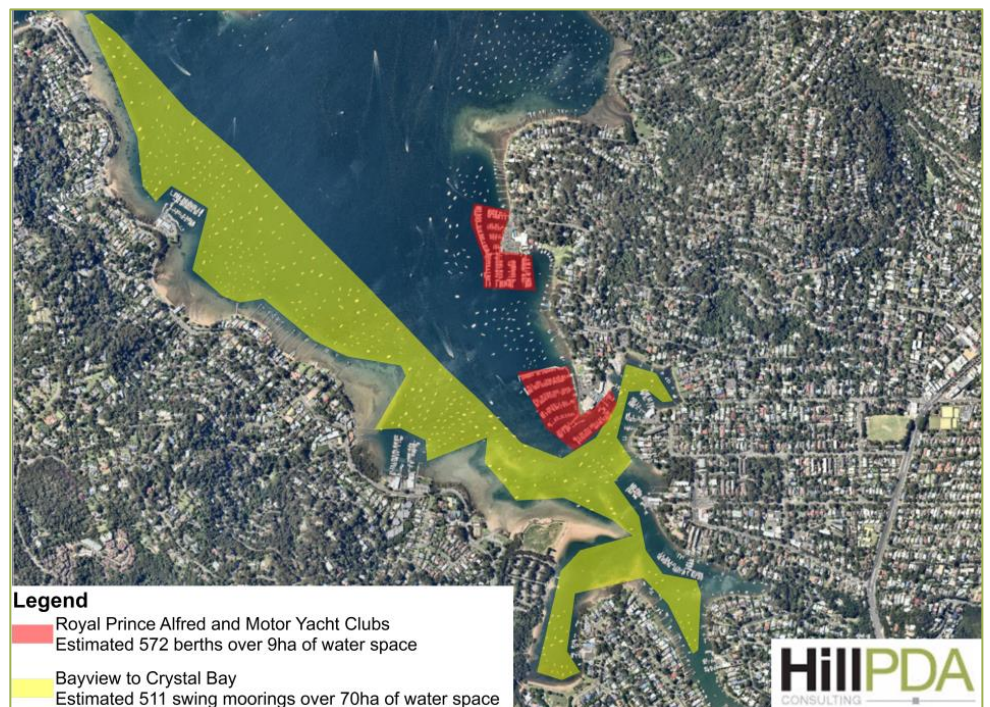 Legend
Royal Prince Alfred and Motor Yacht Clubs
Estimated 572 berths over 9ha of water space
Bayview to Crystal Bay
Estimated 511 swing moorings over 70ha of water space
HillPDA
CONSULTING